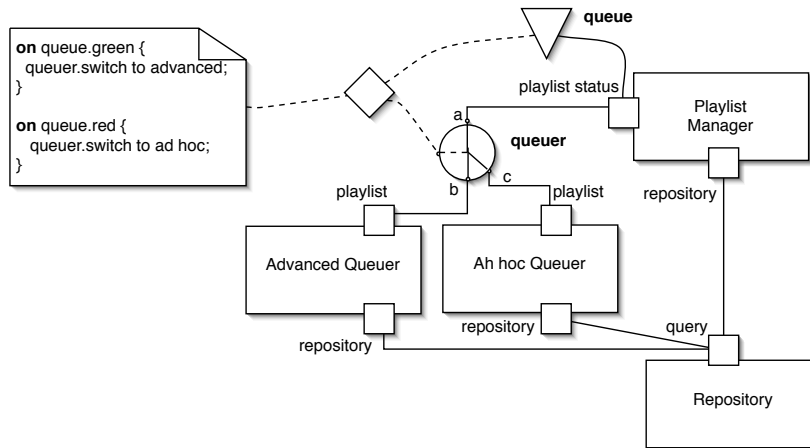 on queue.green {
queuer.switch to advanced;
}
on queue.red {
queuer.switch to ad hoc;
}
queue
playlist status
Playlist
Manager
a
queuer
b
c
repository
playlist
playlist
Advanced Queuer
Ah hoc Queuer
repository
repository
query
Repository